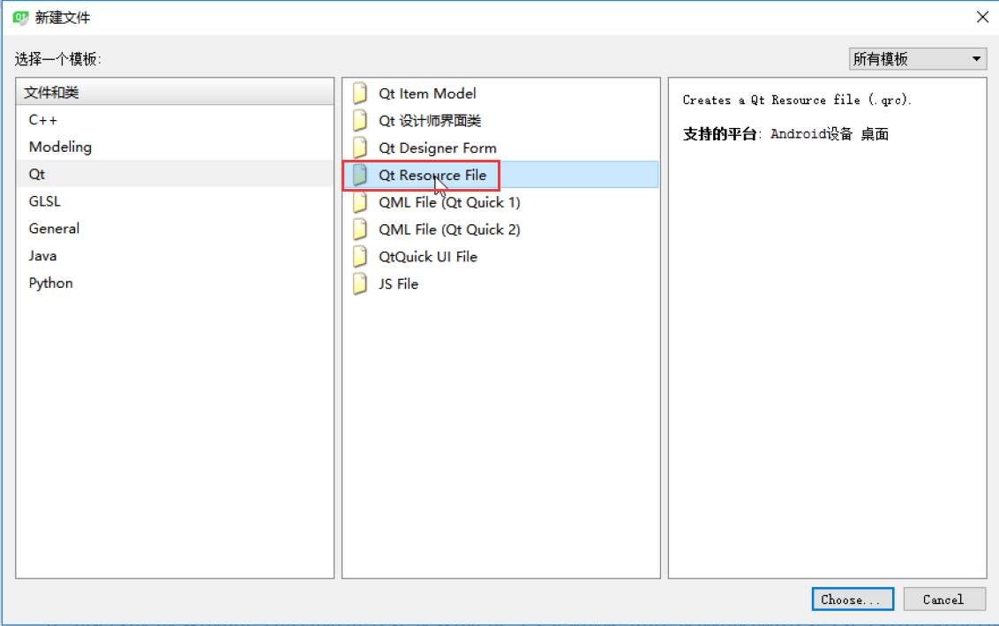 新建文件
选择一个模板:
所有模板
文件和类
C++
Modeling
Qt
GLSL
General
Java
Python
Qt Item Model
Qt 设计师界面类
Qt Designer Form
Qt Resource File
QML File (Qt Quick 1)
QML File (Qt Quick 2)
QtQuick UI File
JS File
Creates a Qt Resource file (.qrc).
支持的平台: Android设备 桌面
Choose...
Cancel